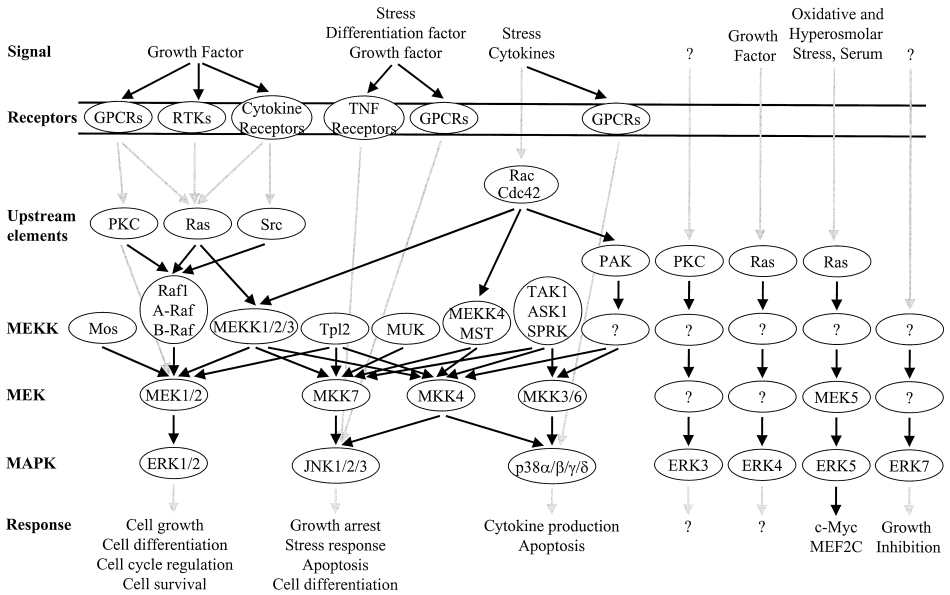 Signal
Growth Factor
Stress
Differentiation factor
Growth factor
Stress
Cytokines
?
Growth
Factor
Oxidative and
Hyperosmolar
Stress, Serum
?
Receptors
GPCRs
RTKs
Cytokine
Receptors
TNF
Receptors
GPCRs
GPCRs
Rac
Cdc42
Upstream
elements
PKC
Ras
Src
PAK
PKC
Ras
Ras
MEKK
Mos
Raf1
A-Raf
B-Raf
MEKK1/2/3
Tpl2
MUK
MEKK4
MST
TAK1
ASK1
SPRK
?
?
?
?
?
MEK
MEK1/2
MKK7
MKK4
MKK3/6
?
?
MEK5
?
MAPK
ERK1/2
JNK1/2/3
p38α/β/γ/δ
ERK3
ERK4
ERK5
ERK7
Response
Cell growth
Cell differentiation
Cell cycle regulation
Cell survival
Growth arrest
Stress response
Apoptosis
Cell differentiation
Cytokine production
Apoptosis
?
?
c-Myc
MEF2C
Growth
Inhibition